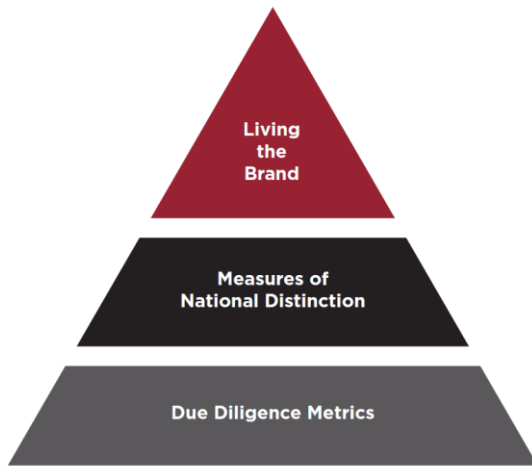 Living
the
Brand
Measures of
National Distinction
Due Diligence Metrics